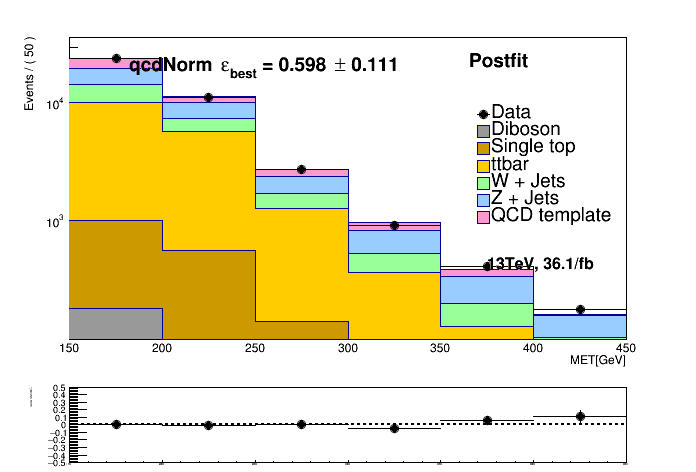 qcdNorm ε_best = 0.598 ± 0.111
Postfit
Events / ( 50 )
10^4
10^3
Data
Diboson
Single top
ttbar
W + Jets
Z + Jets
QCD template
13TeV, 36.1/fb
150 200 250 300 350 400 450
MET[GeV]
0.5
0.4
0.3
0.2
0.1
0
−0.1
−0.2
−0.3
−0.4
−0.5